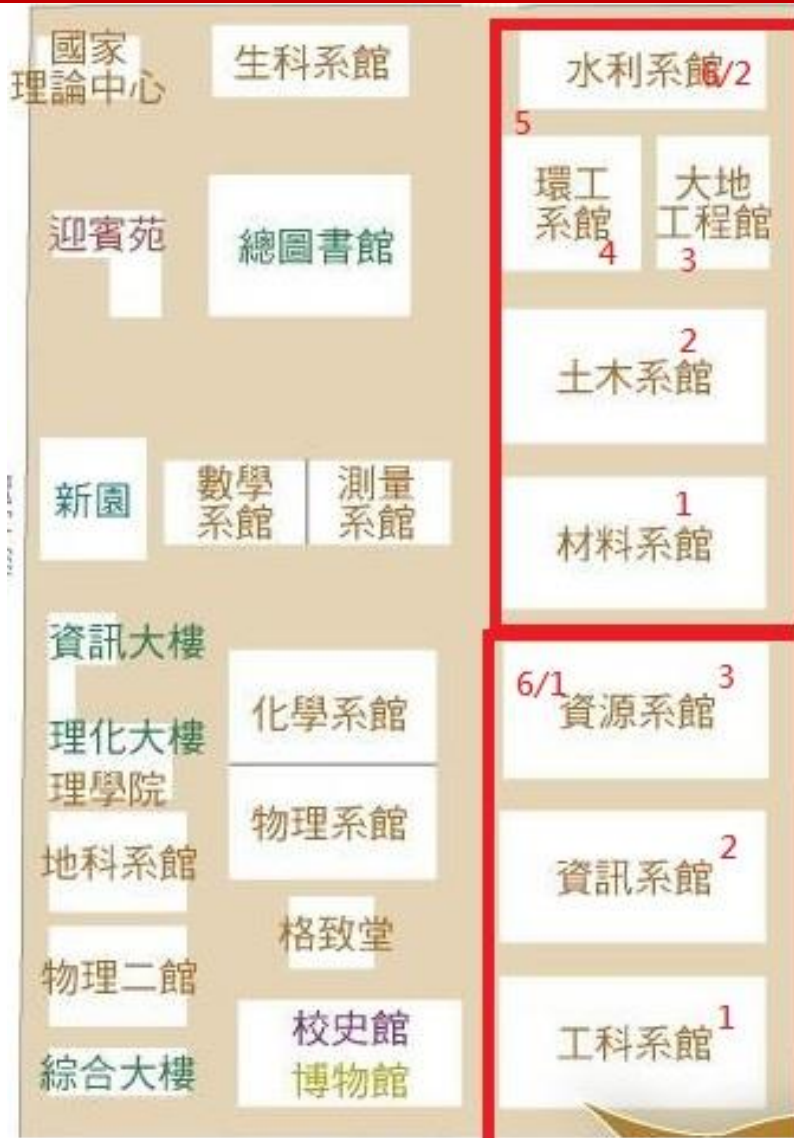 國家
理論中心
生科系館
水利系館6/2
5
環工
系館
4
大地
工程館
3
迎賓苑
總圖書館
2
土木系館
新園
數學
系館
測量
系館
1
材料系館
資訊大樓
化學系館
6/1
資源系館
3
理化大樓
理學院
物理系館
地科系館
資訊系館
2
格致堂
物理二館
校史館
博物館
工科系館
1
綜合大樓